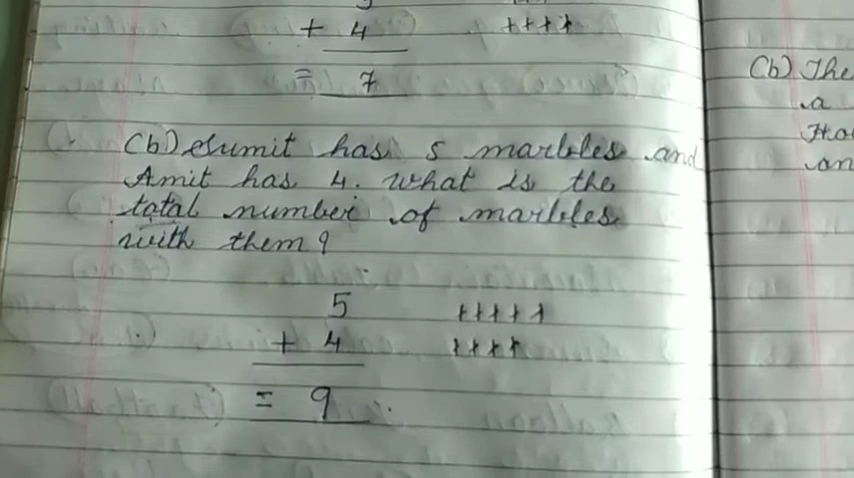 + 4
= 7
(b) Sumit has 5 marbles and
Amit has 4. what is the
total number of marbles
with them?
5
+ 4
= 9
(b) The
a
an